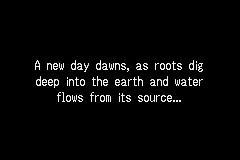 A new day dawns, as roots dig
deep into the earth and water
flows from its source...